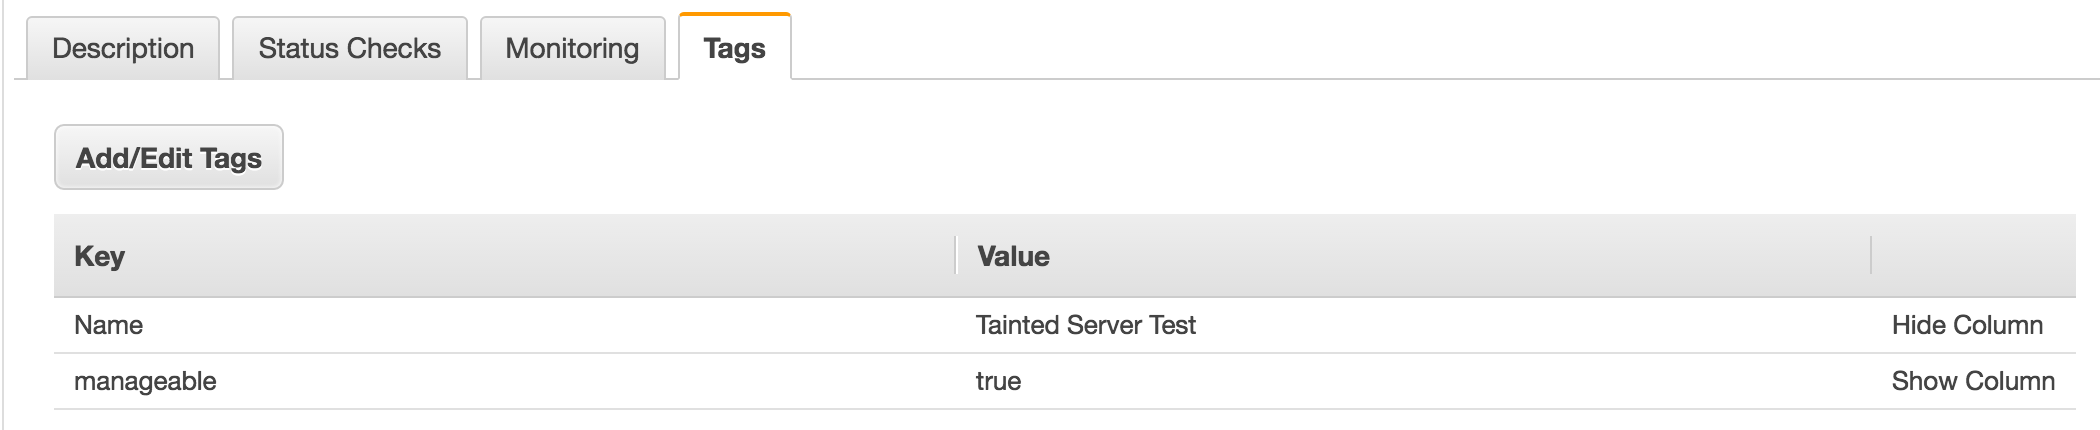 Description Status Checks Monitoring Tags
Add/Edit Tags
Key Value
Name Tainted Server Test Hide Column
manageable true Show Column